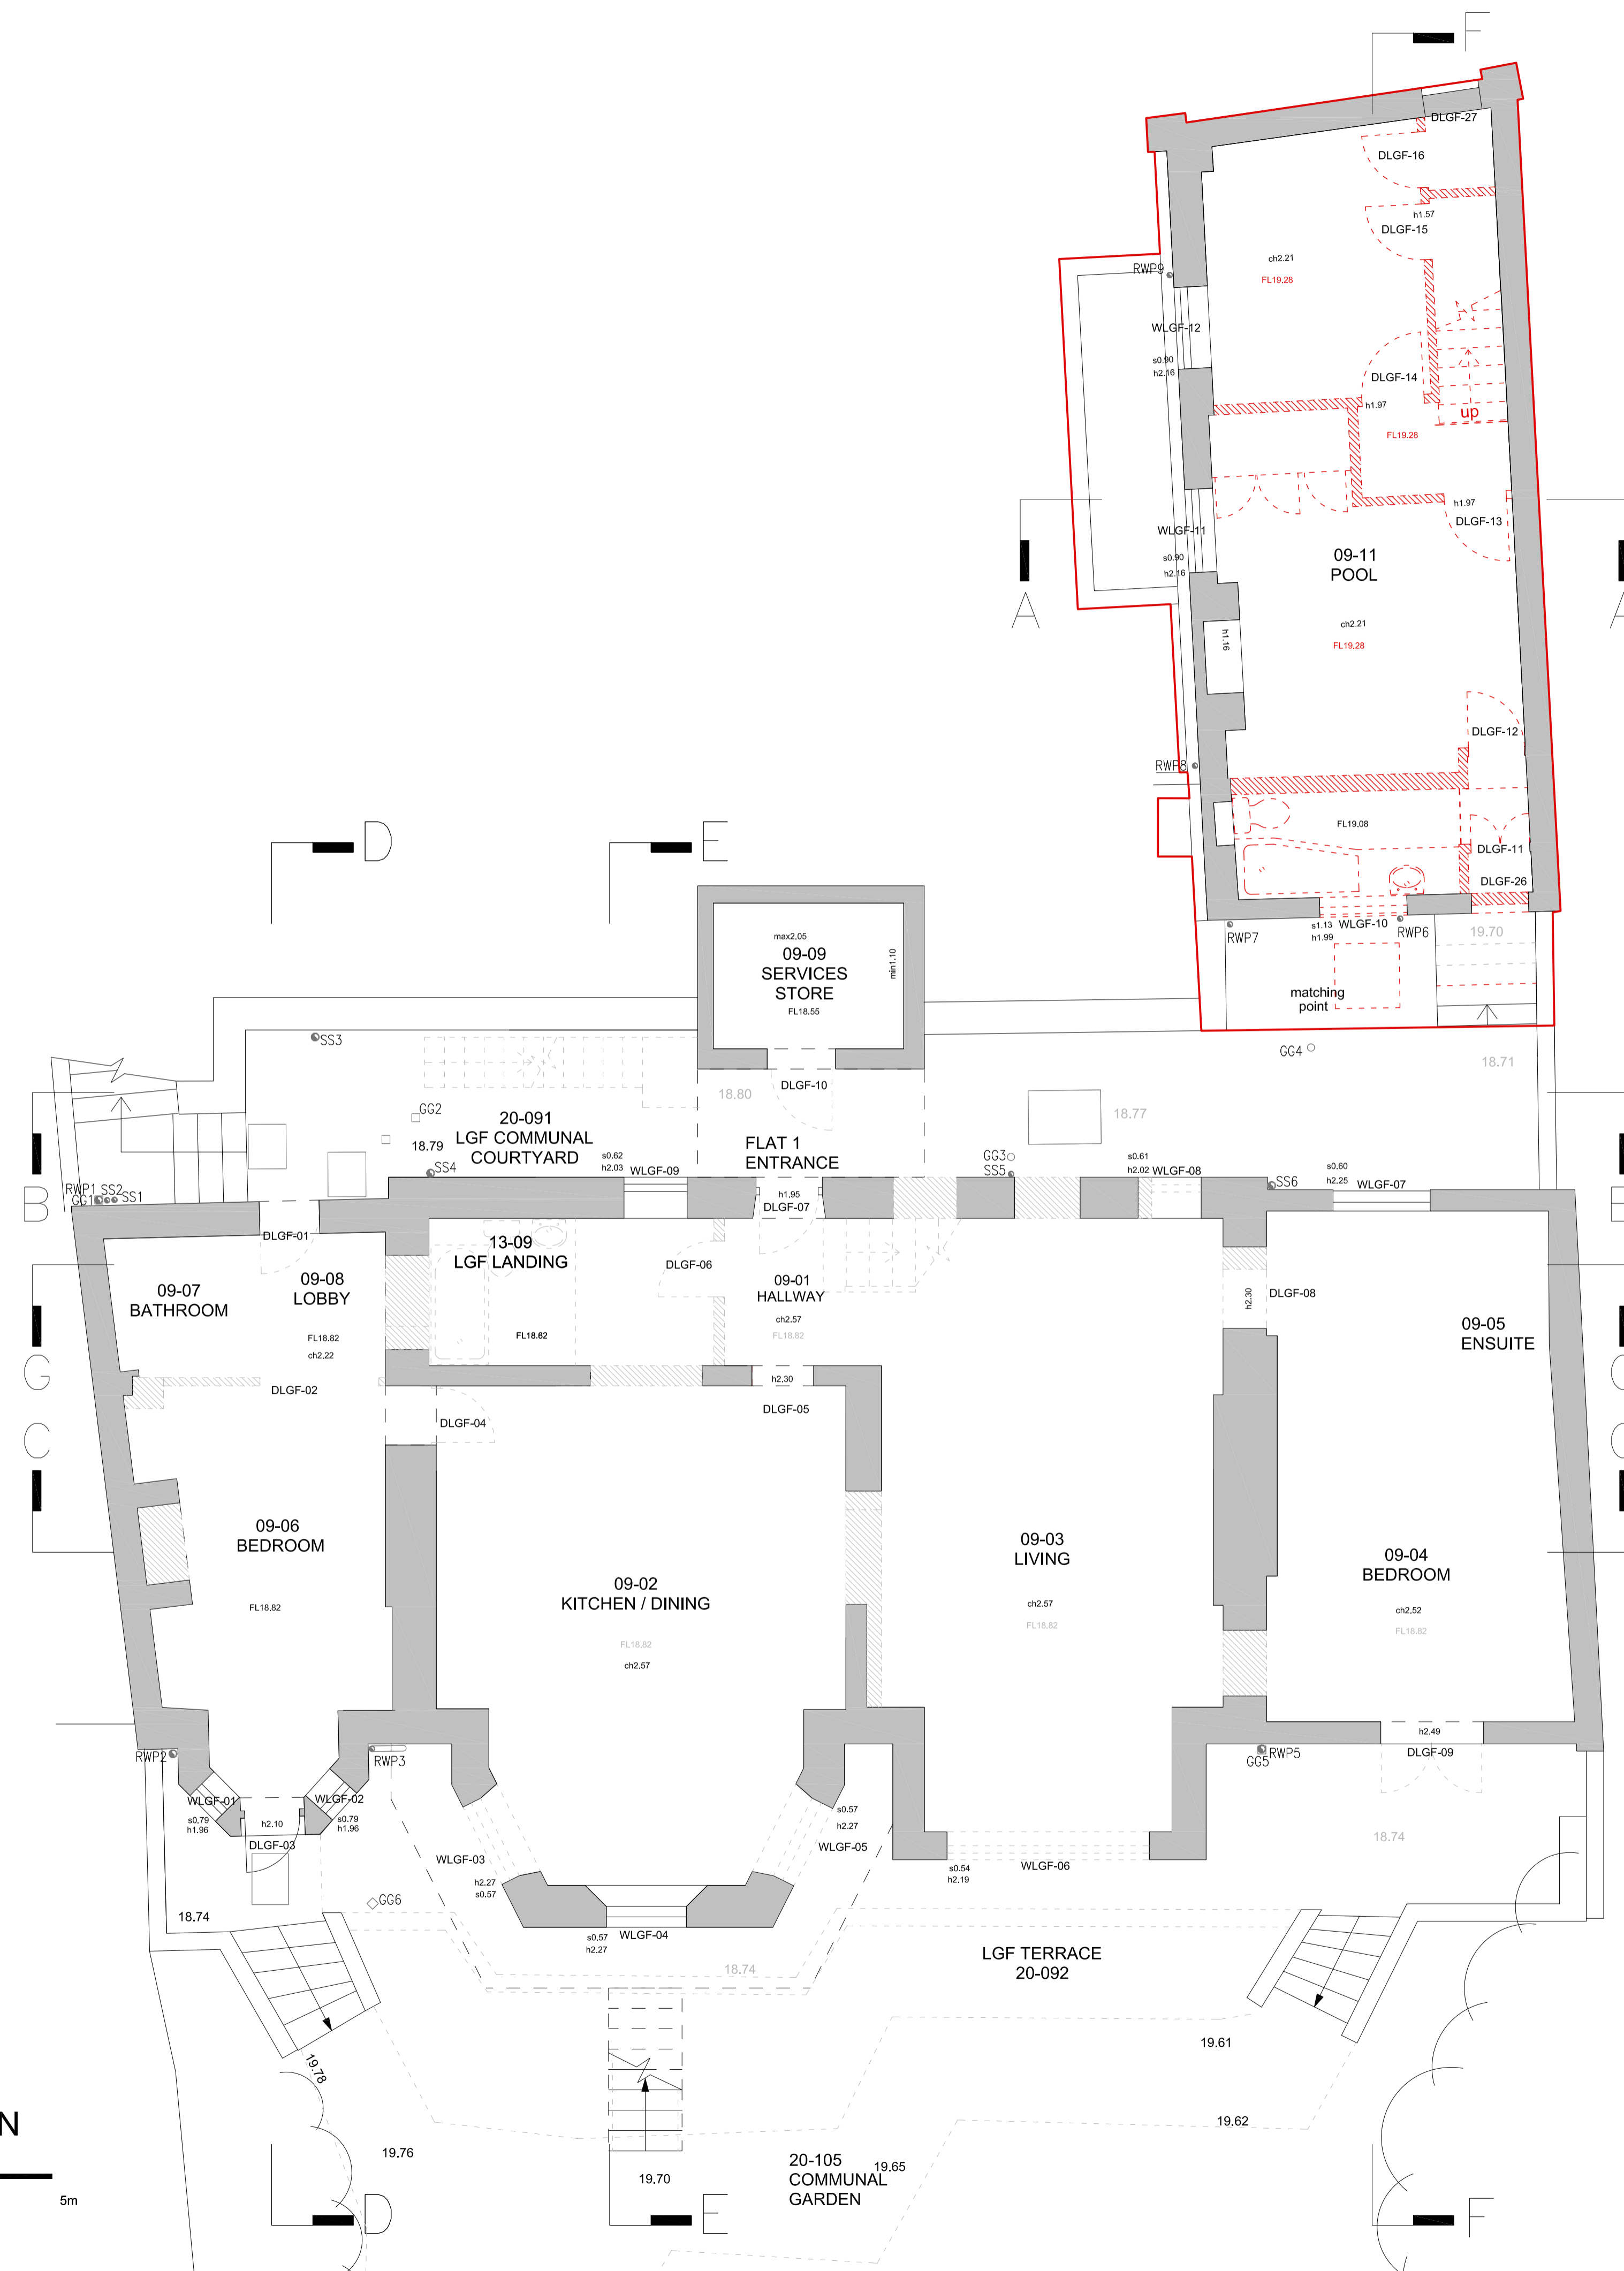 F
DLGF-27
DLGF-16
h1.57
DLGF-15
ch2.21
FL19.28
RWP9
WLGF-12
s0.90
h2.16
DLGF-14
h1.97
up
FL19.28
h1.97
DLGF-13
WLGF-11
s0.90
h2.16
A
A
09-11
POOL
ch2.21
FL19.28
h1.16
DLGF-12
RWP8
FL19.08
DLGF-11
DLGF-26
D
E
RWP7
s1.13
h1.99
WLGF-10
RWP6
19.70
matching
point
max2.05
09-09
SERVICES
STORE
FL18.55
min1.10
SS3
GG4
18.71
DLGF-10
18.80
18.77
GG2
20-091
LGF COMMUNAL
COURTYARD
18.79
SS4
FLAT 1
ENTRANCE
s0.62
h2.03
WLGF-09
GG3
SS5
s0.61
h2.02
WLGF-08
SS6
s0.60
h2.25
WLGF-07
B
RWP1
SS2
GG1
SS1
h1.95
DLGF-07
DLGF-01
13-09
LGF LANDING
DLGF-06
09-07
BATHROOM
09-08
LOBBY
09-01
HALLWAY
h2.30
DLGF-08
FL18.82
ch2.22
FL18.82
ch2.57
FL18.82
09-05
ENSUITE
G
h2.30
DLGF-02
DLGF-05
DLGF-04
C
09-06
BEDROOM
09-03
LIVING
09-04
BEDROOM
09-02
KITCHEN / DINING
FL18.82
ch2.57
FL18.82
ch2.52
FL18.82
FL18.82
ch2.57
RWP2
RWP3
h2.49
DLGF-09
GG5
RWP5
WLGF-01
s0.79
h1.96
h2.10
DLGF-03
WLGF-02
s0.79
h1.96
s0.57
h2.27
WLGF-05
18.74
WLGF-03
h2.27
s0.57
s0.54
h2.19
WLGF-06
GG6
18.74
s0.57
h2.27
WLGF-04
18.74
LGF TERRACE
20-092
19.78
19.61
19.62
N
19.76
19.70
20-105
COMMUNAL
GARDEN
19.65
5m
D
E
F